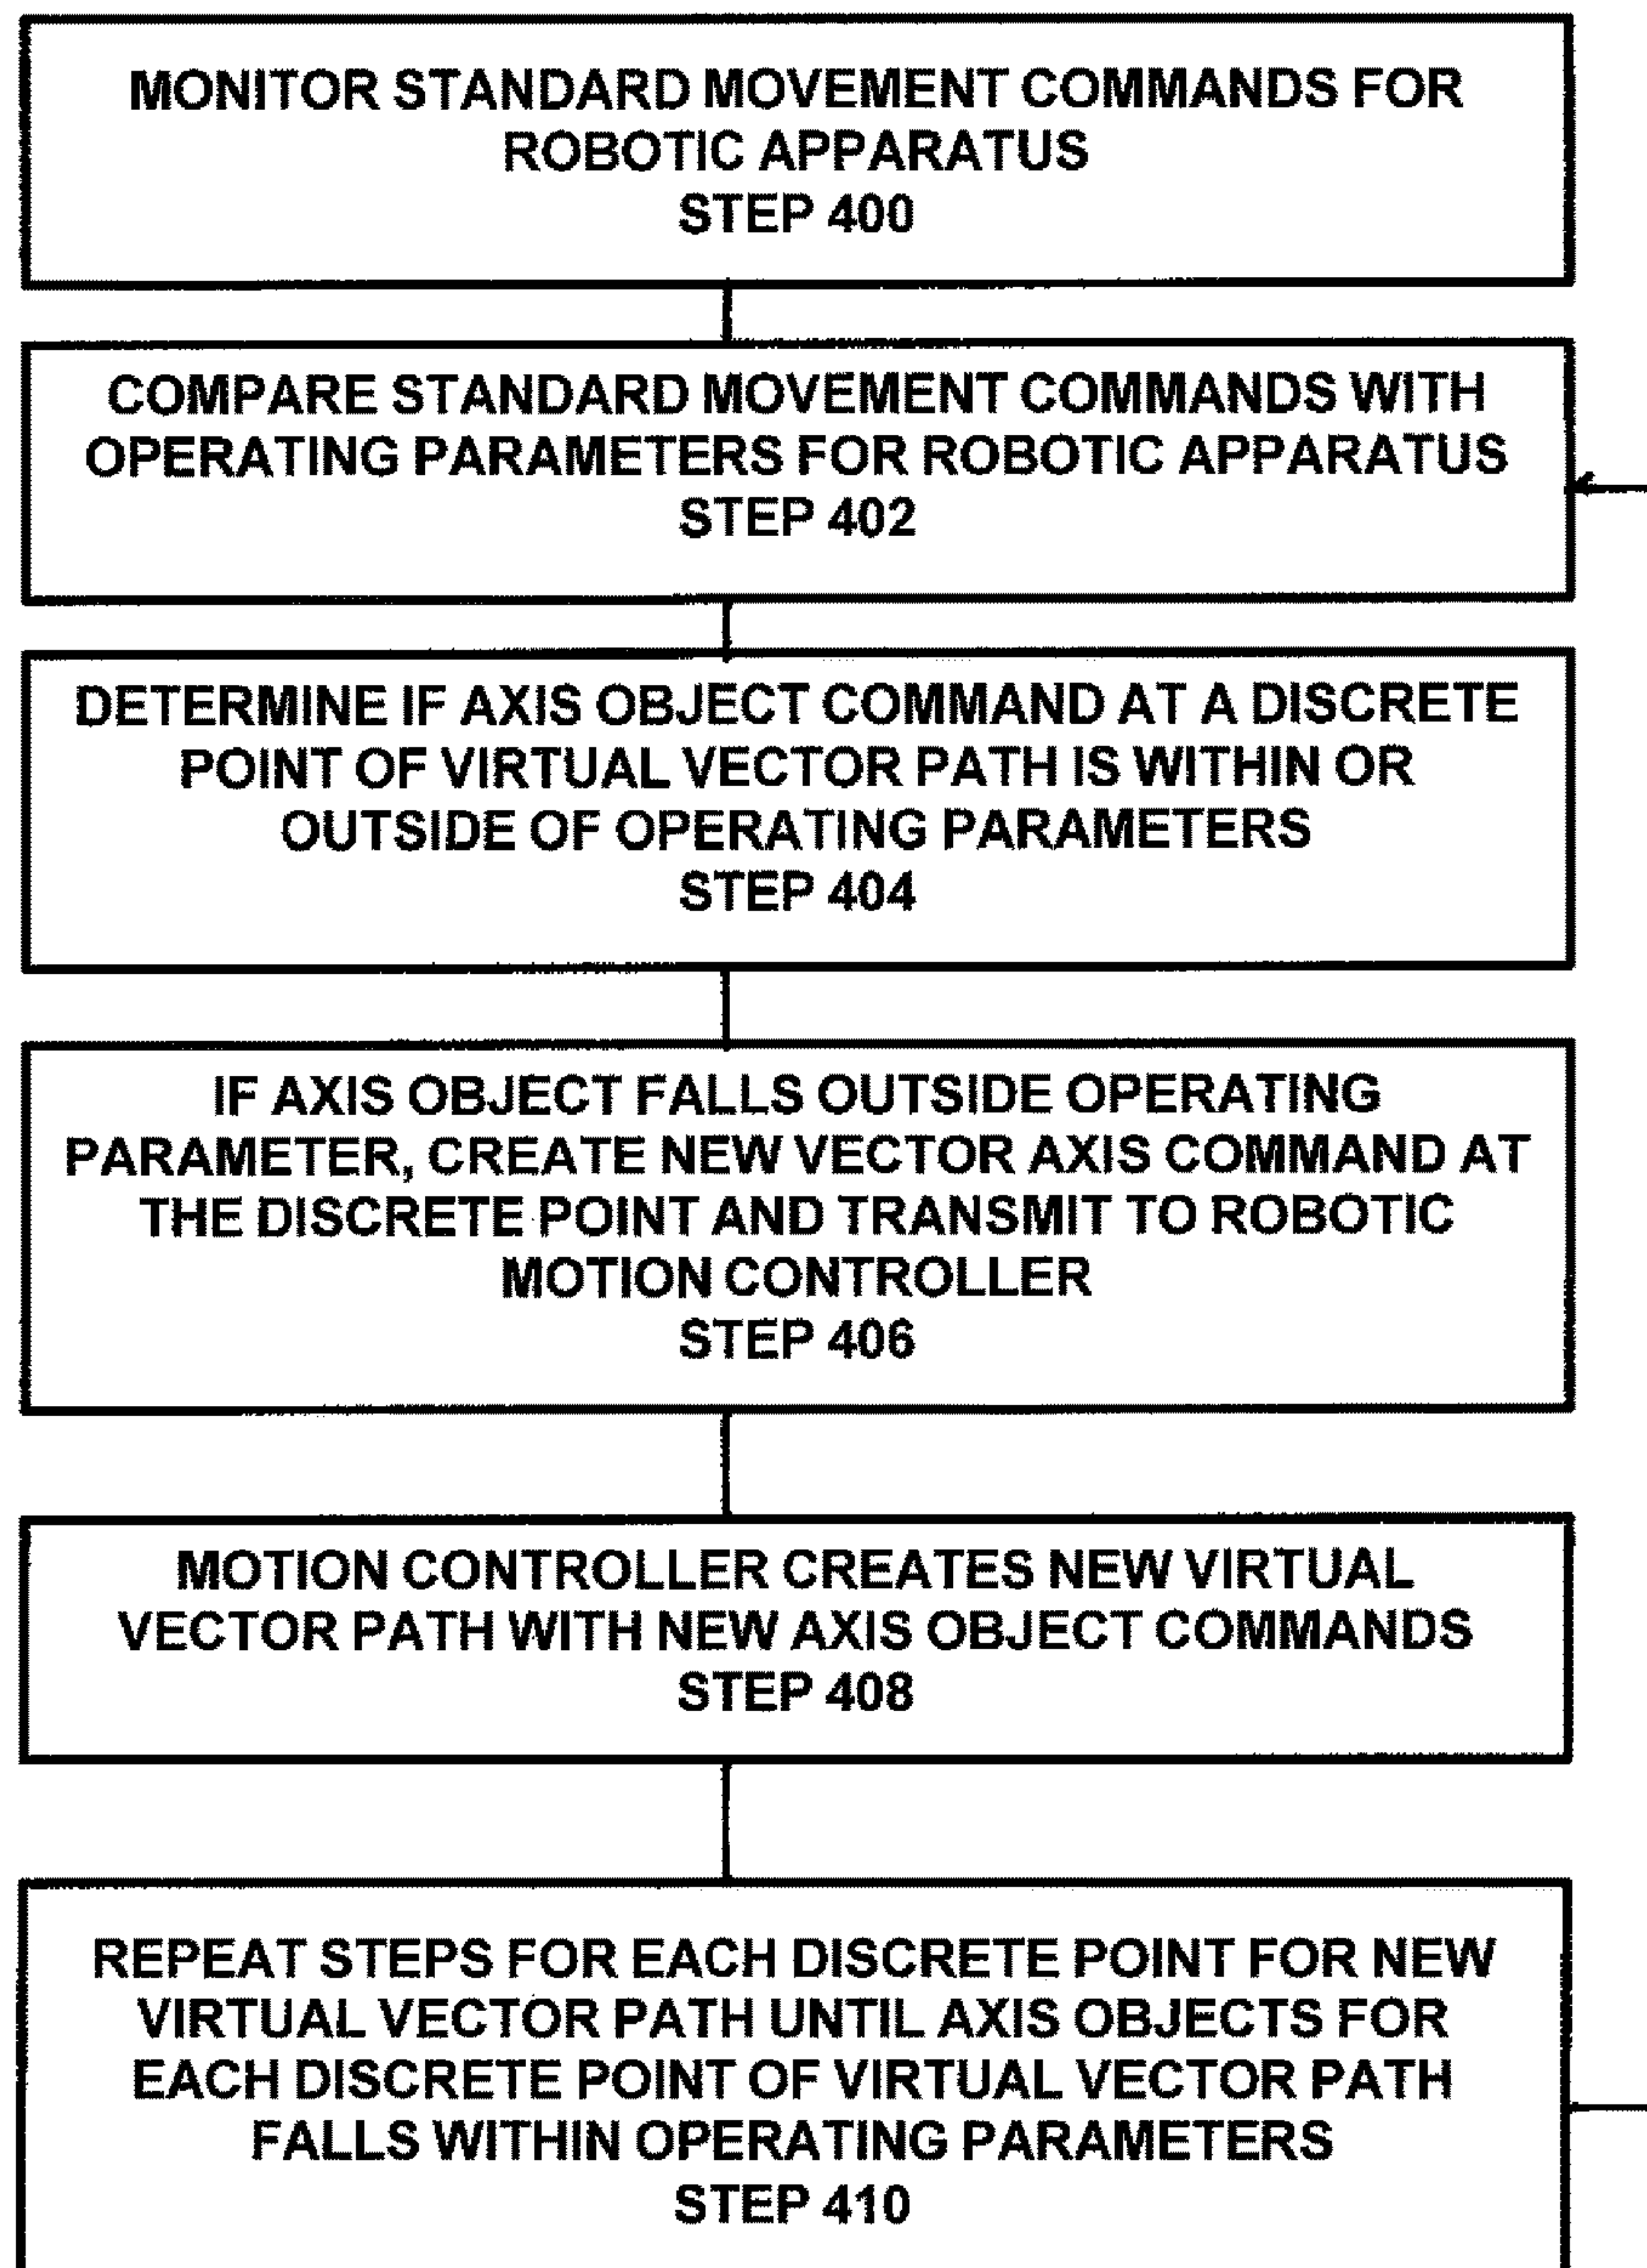 MONITOR STANDARD MOVEMENT COMMANDS FOR
ROBOTIC APPARATUS
STEP 400
COMPARE STANDARD MOVEMENT COMMANDS WITH
OPERATING PARAMETERS FOR ROBOTIC APPARATUS
STEP 402
DETERMINE IF AXIS OBJECT COMMAND AT A DISCRETE
POINT OF VIRTUAL VECTOR PATH IS WITHIN OR
OUTSIDE OF OPERATING PARAMETERS
STEP 404
IF AXIS OBJECT FALLS OUTSIDE OPERATING
PARAMETER, CREATE NEW VECTOR AXIS COMMAND AT
THE DISCRETE POINT AND TRANSMIT TO ROBOTIC
MOTION CONTROLLER
STEP 406
MOTION CONTROLLER CREATES NEW VIRTUAL
VECTOR PATH WITH NEW AXIS OBJECT COMMANDS
STEP 408
REPEAT STEPS FOR EACH DISCRETE POINT FOR NEW
VIRTUAL VECTOR PATH UNTIL AXIS OBJECTS FOR
EACH DISCRETE POINT OF VIRTUAL VECTOR PATH
FALLS WITHIN OPERATING PARAMETERS
STEP 410